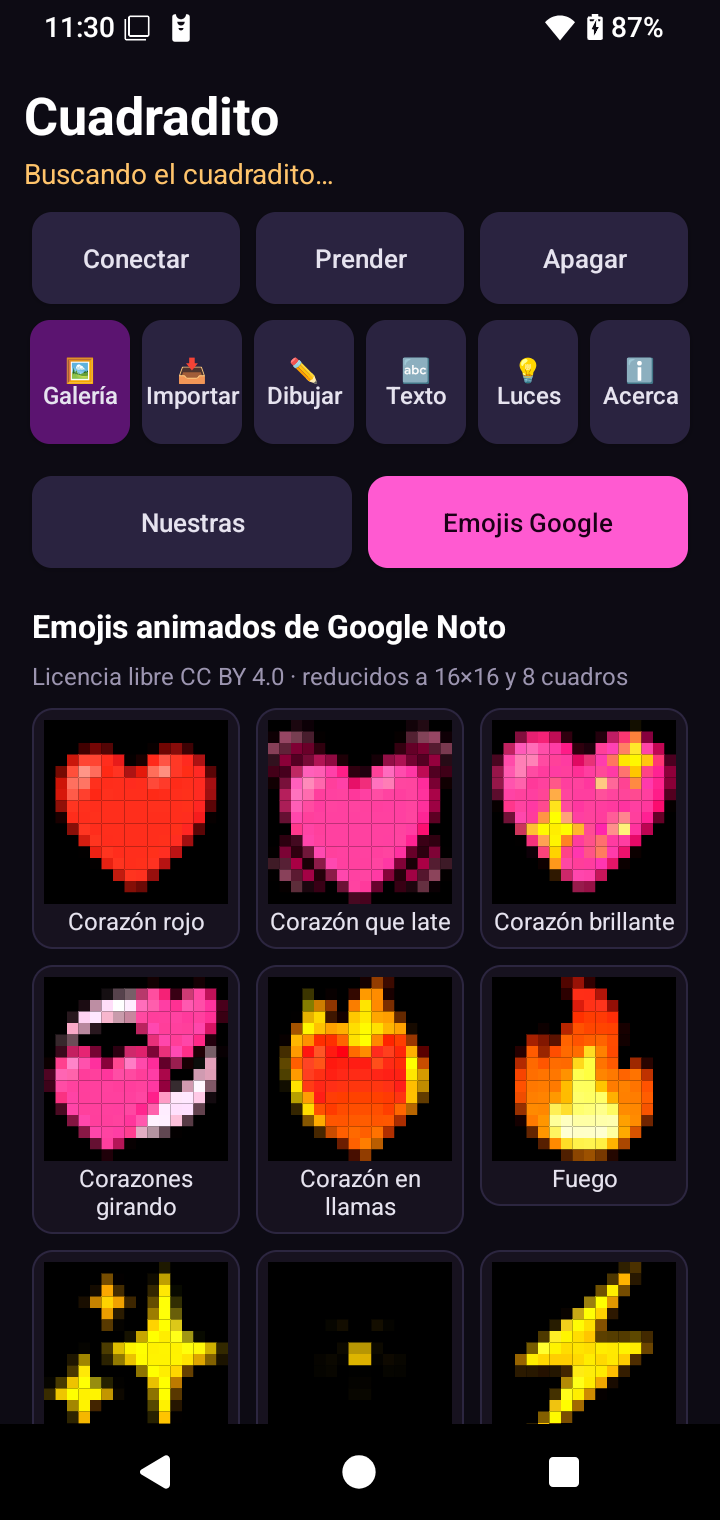 11:30
87%
Cuadradito
Buscando el cuadradito…
Conectar
Prender
Apagar
Galería
Importar
Dibujar
abc
Texto
Luces
Acerca
Nuestras
Emojis Google
Emojis animados de Google Noto
Licencia libre CC BY 4.0 · reducidos a 16×16 y 8 cuadros
Corazón rojo
Corazón que late
Corazón brillante
Corazones
girando
Corazón en
llamas
Fuego